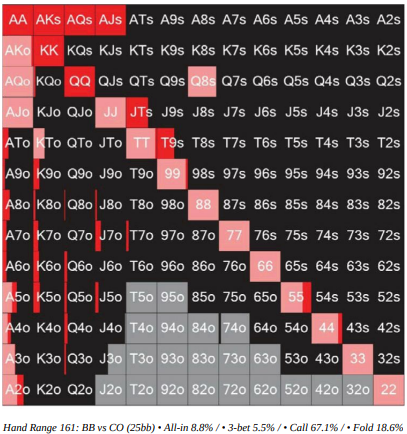 AA AKs AQs AJs ATs A9s A8s A7s A6s A5s A4s A3s A2s
AKo KK KQs KJs KTs K9s K8s K7s K6s K5s K4s K3s K2s
AQo KQo QQ QJs QTs Q9s Q8s Q7s Q6s Q5s Q4s Q3s Q2s
AJo KJo QJo JJ JTs J9s J8s J7s J6s J5s J4s J3s J2s
ATo KTo QTo JTo TT T9s T8s T7s T6s T5s T4s T3s T2s
A9o K9o Q9o J9o T9o 99 98s 97s 96s 95s 94s 93s 92s
A8o K8o Q8o J8o T8o 98o 88 87s 86s 85s 84s 83s 82s
A7o K7o Q7o J7o T7o 97o 87o 77 76s 75s 74s 73s 72s
A6o K6o Q6o J6o T6o 96o 86o 76o 66 65s 64s 63s 62s
A5o K5o Q5o J5o T5o 95o 85o 75o 65o 55 54s 53s 52s
A4o K4o Q4o J4o T4o 94o 84o 74o 64o 54o 44 43s 42s
A3o K3o Q3o J3o T3o 93o 83o 73o 63o 53o 43o 33 32s
A2o K2o Q2o J2o T2o 92o 82o 72o 62o 52o 42o 32o 22
Hand Range 161: BB vs CO (25bb) • All-in 8.8% / • 3-bet 5.5% / • Call 67.1% / • Fold 18.6%